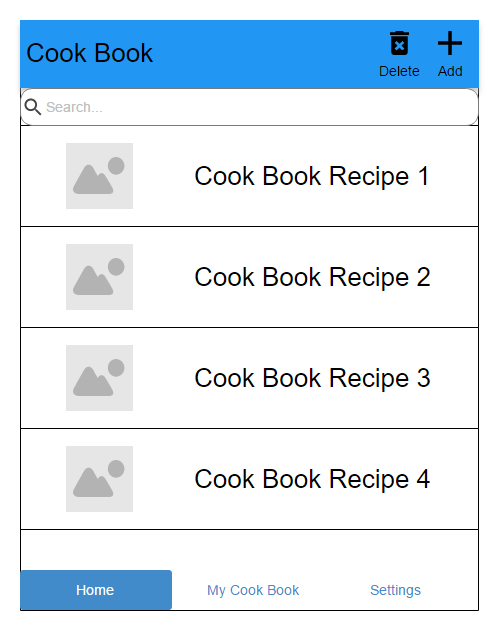 Cook Book
Delete
Add
Search...
Cook Book Recipe 1
Cook Book Recipe 2
Cook Book Recipe 3
Cook Book Recipe 4
Home
My Cook Book
Settings